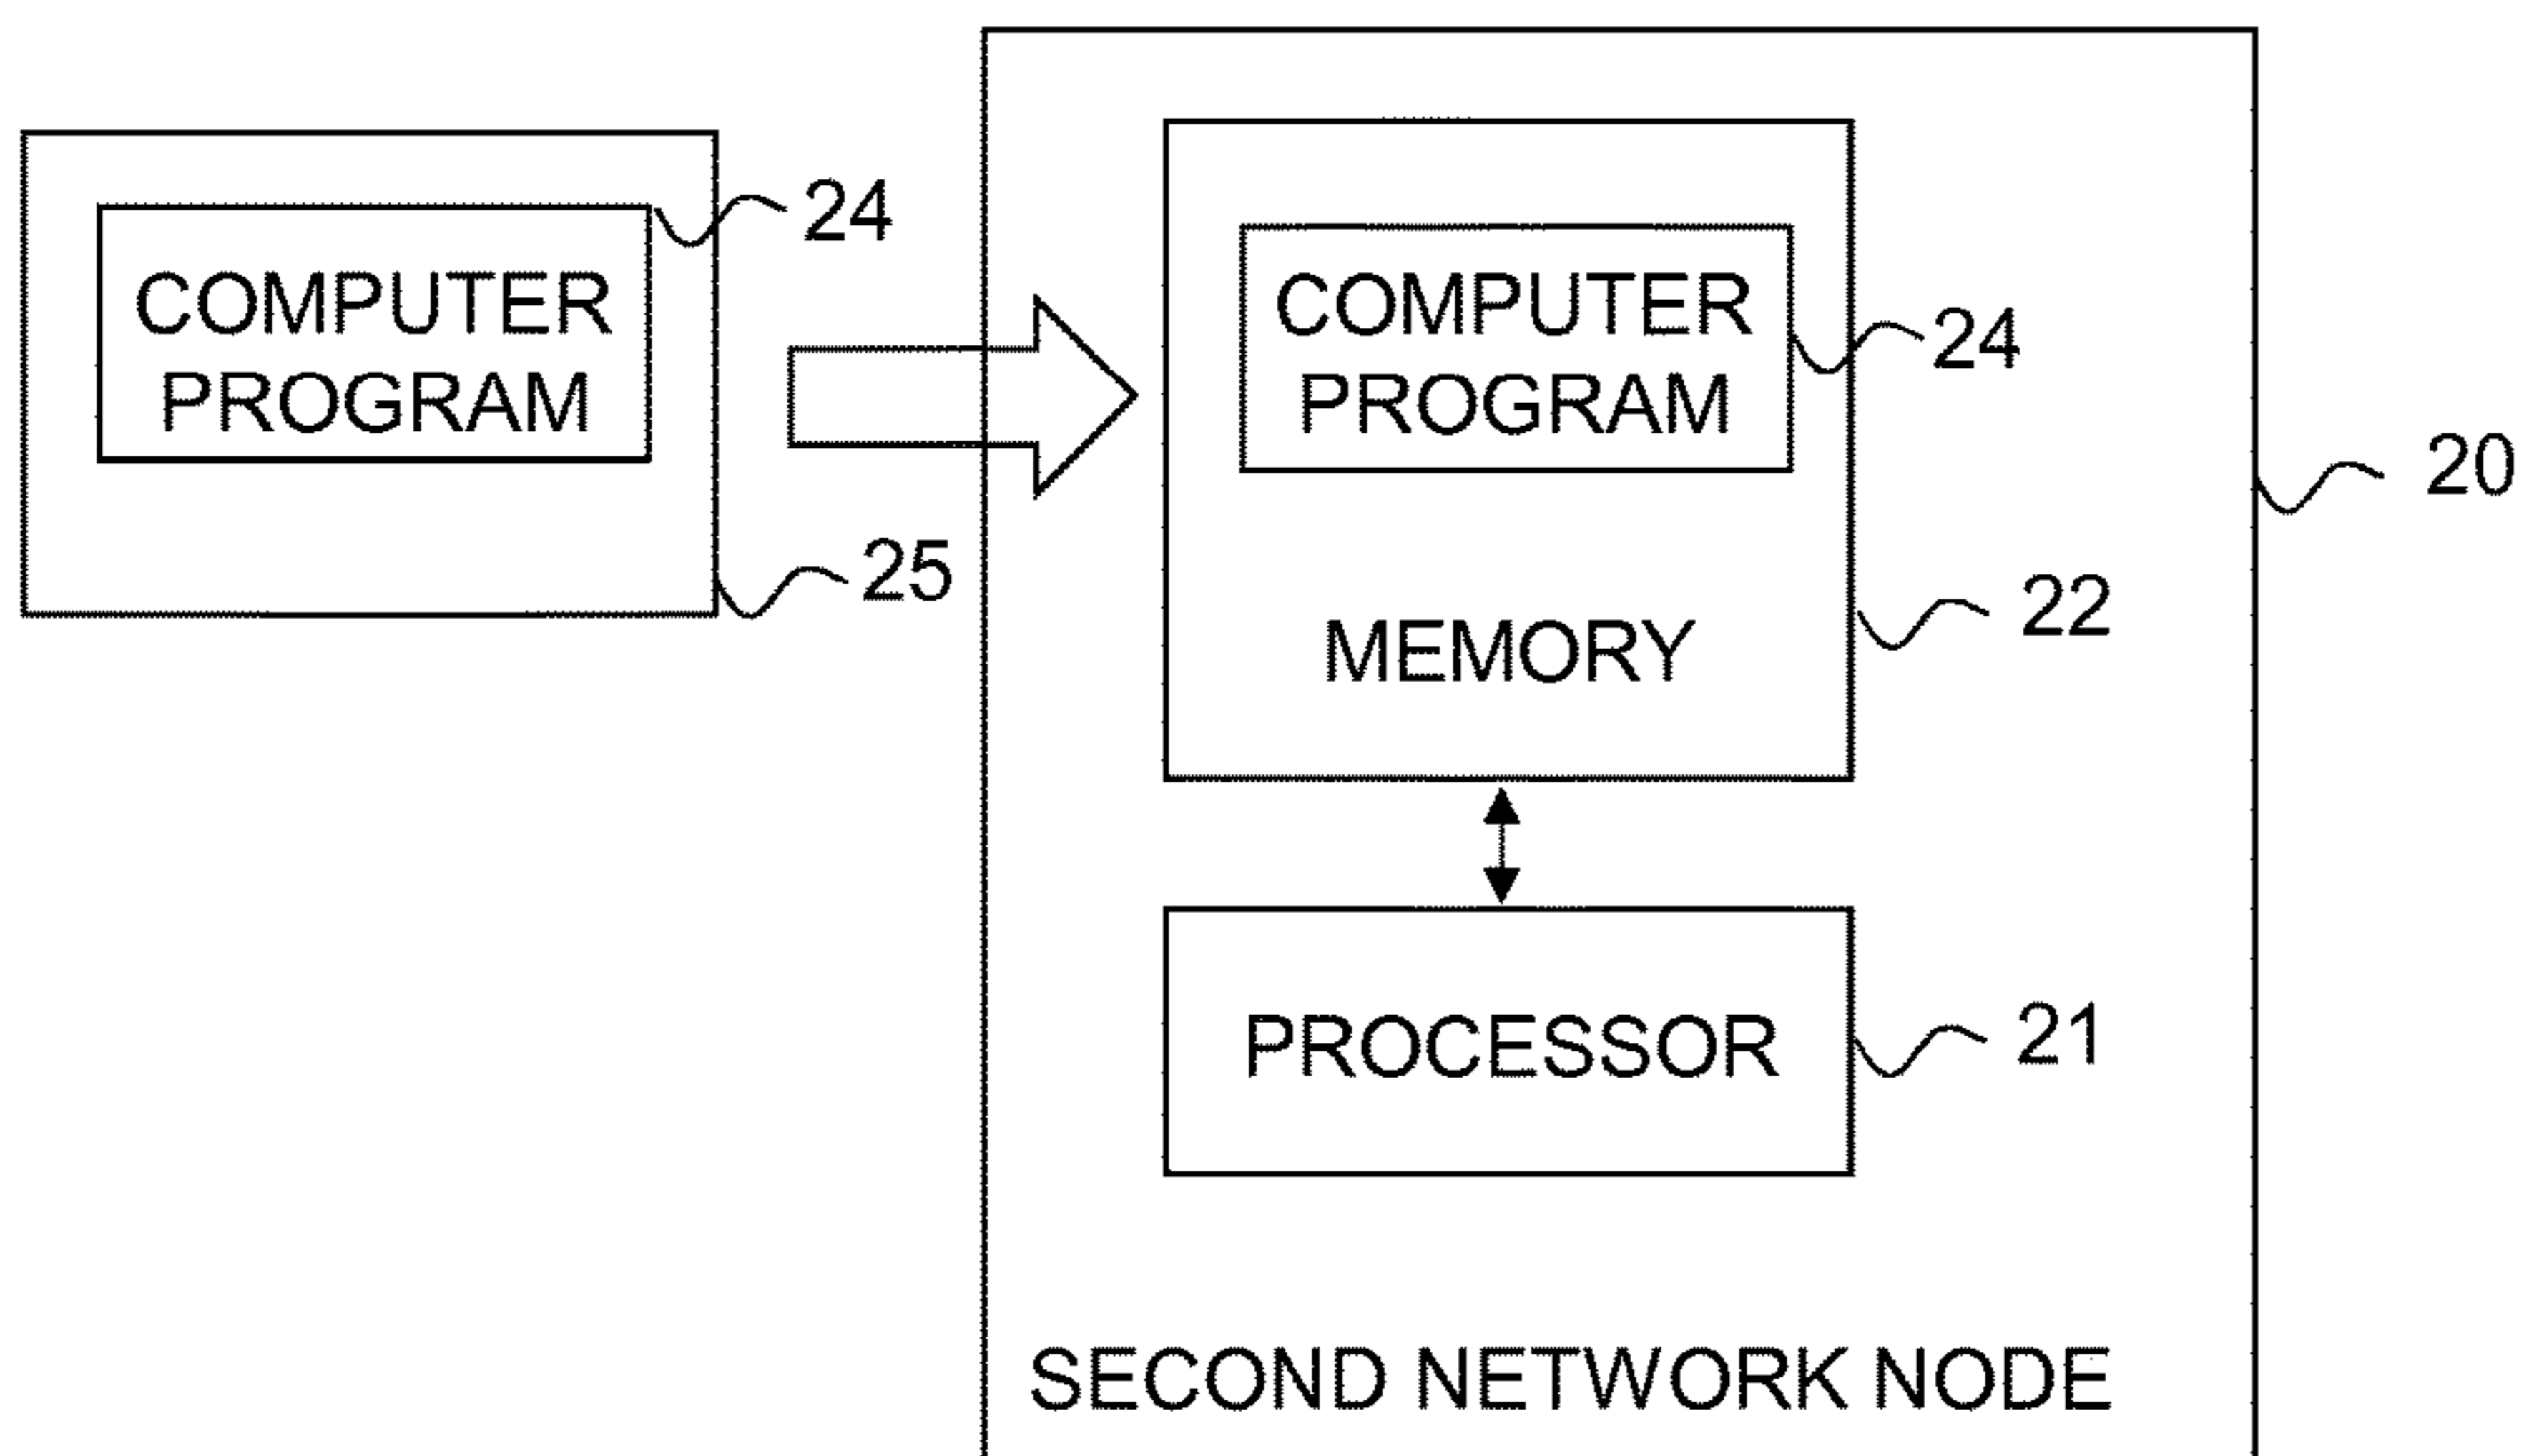 24
COMPUTER
PROGRAM
25
COMPUTER
PROGRAM
24
20
MEMORY
22
PROCESSOR
21
SECOND NETWORK NODE